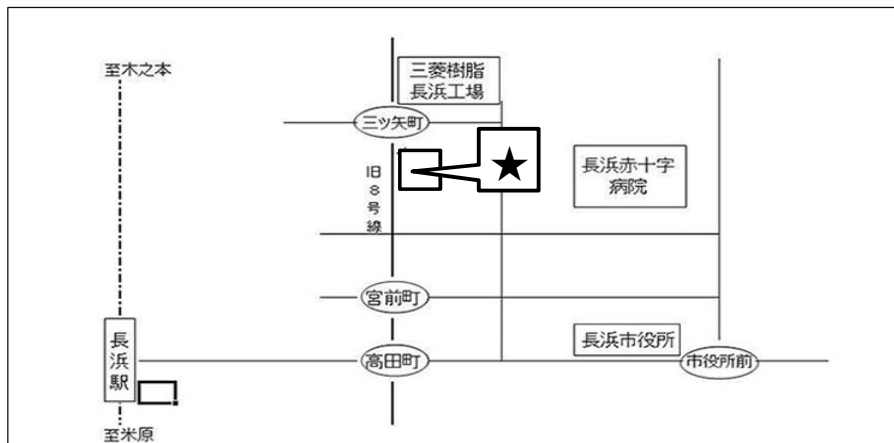 至木之本
三菱樹脂
長浜工場
三ツ矢町
★
旧8号線
長浜赤十字
病院
宮前町
長浜駅
高田町
長浜市役所
市役所前
至米原